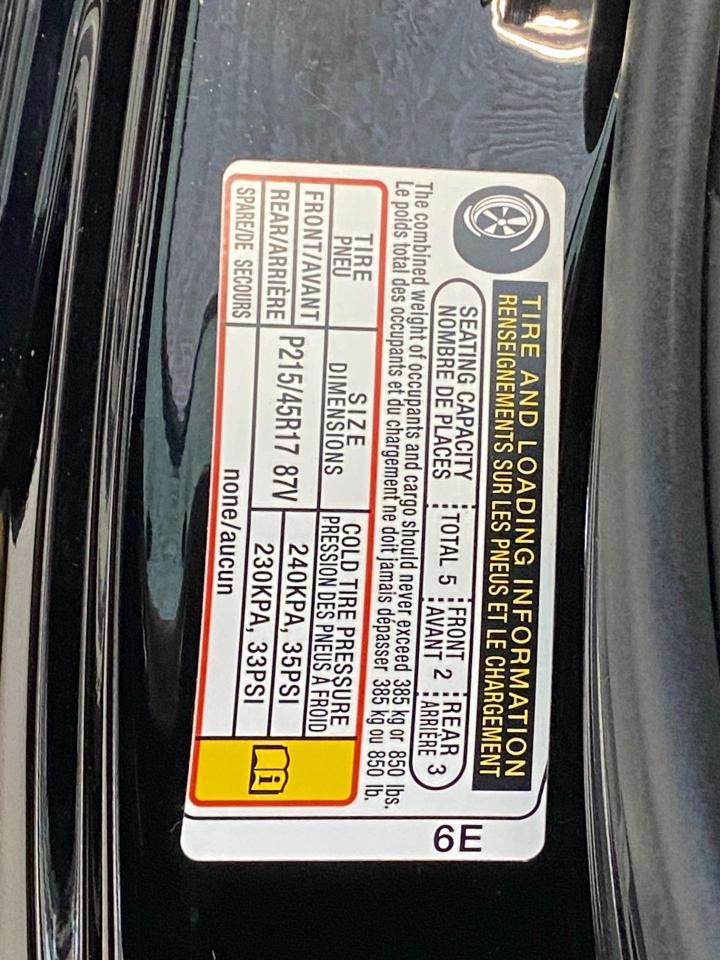 TIRE AND LOADING INFORMATION
RENSEIGNEMENTS SUR LES PNEUS ET LE CHARGEMENT
SEATING CAPACITY TOTAL 5 FRONT 2 REAR 3
NOMBRE DE PLACES AVANT ARRIÈRE
The combined weight of occupants and cargo should never exceed 385 kg or 850 lbs.
Le poids total des occupants et du chargement ne doit jamais dépasser 385 kg ou 850 lb.
TIRE SIZE COLD TIRE PRESSURE
PNEU DIMENSIONS PRESSION DES PNEUS À FROID
FRONT/AVANT P215/45R17 87V 240KPA, 35PSI
REAR/ARRIÈRE 230KPA, 33PSI
SPARE/DE SECOURS none/aucun
6E